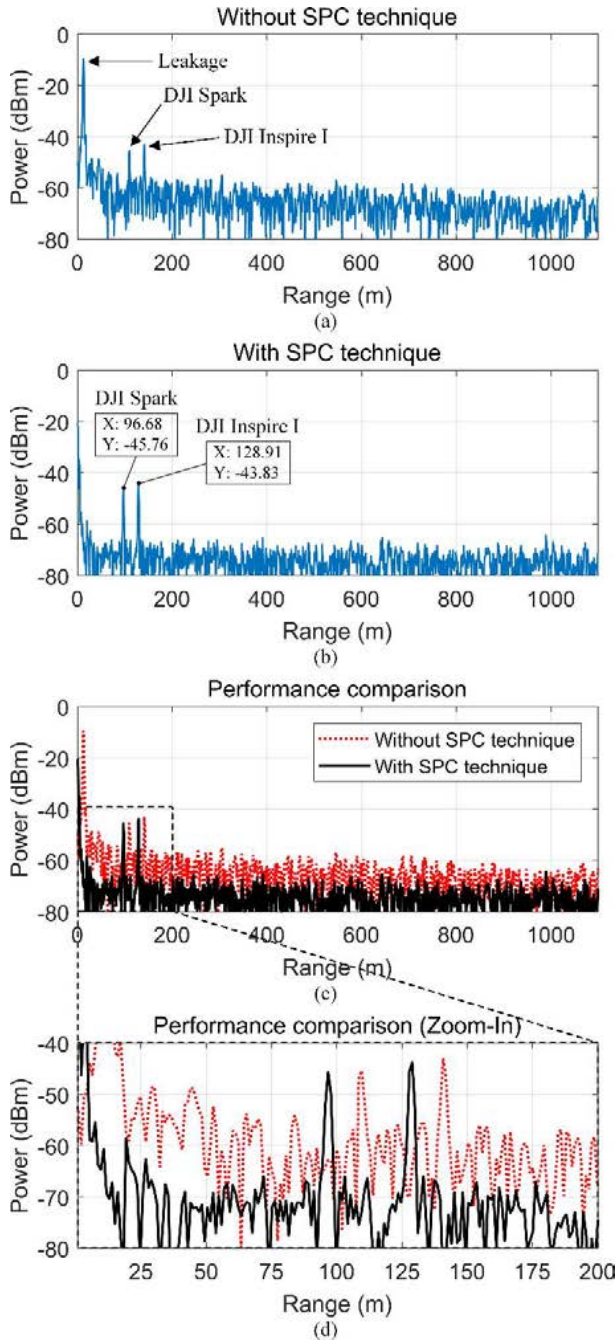 Without SPC technique
0
-20
-40
-60
-80
Power (dBm)
Leakage
DJI Spark
DJI Inspire I
0 200 400 600 800 1000
Range (m)
(a)
With SPC technique
0
-20
-40
-60
-80
Power (dBm)
DJI Spark
X: 96.68
Y: -45.76
DJI Inspire I
X: 128.91
Y: -43.83
0 200 400 600 800 1000
Range (m)
(b)
Performance comparison
0
-20
-40
-60
-80
Power (dBm)
Without SPC technique
With SPC technique
0 200 400 600 800 1000
Range (m)
(c)
Performance comparison (Zoom-In)
-40
-50
-60
-70
-80
Power (dBm)
25 50 75 100 125 150 175 200
Range (m)
(d)